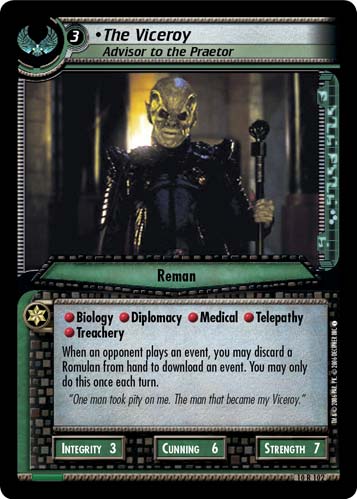 3
•The Viceroy
Advisor to the Praetor
Reman
Biology Diplomacy Medical Telepathy
Treachery
When an opponent plays an event, you may discard a
Romulan from hand to download an event. You may only
do this once each turn.
"One man took pity on me. The man that became my Viceroy."
INTEGRITY 3 CUNNING 6 STRENGTH 7
10 R 107